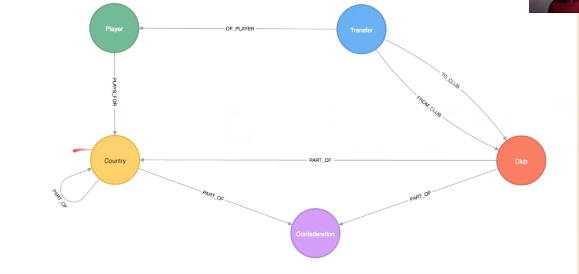 Player
OF_PLAYER
Transfer
PLAYS_FOR
TO_CLUB
FROM_CLUB
Country
PART_OF
Club
PART_OF
PART_OF
PART_OF
Confederation